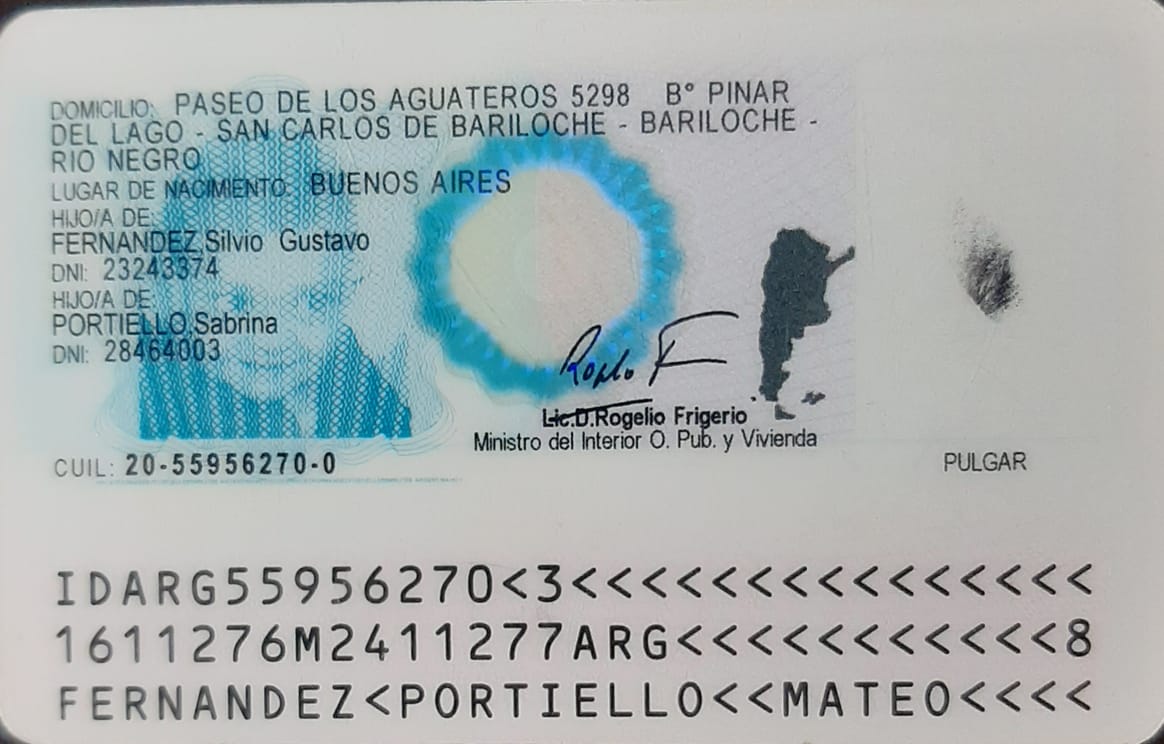 DOMICILIO: PASEO DE LOS AGUATEROS 5298 B° PINAR
DEL LAGO - SAN CARLOS DE BARILOCHE - BARILOCHE -
RIO NEGRO
LUGAR DE NACIMIENTO: BUENOS AIRES
HIJO/A DE:
FERNANDEZ,Silvio Gustavo
DNI: 23243374
HIJO/A DE:
PORTIELLO,Sabrina
DNI: 28464003
Lic.D.Rogelio Frigerio
Ministro del Interior O. Pub. y Vivienda
CUIL: 20-55956270-0
PULGAR
IDARG55956270<3<<<<<<<<<<<<<<<
1611276M2411277ARG<<<<<<<<<<<8
FERNANDEZ<PORTIELLO<<MATEO<<<<